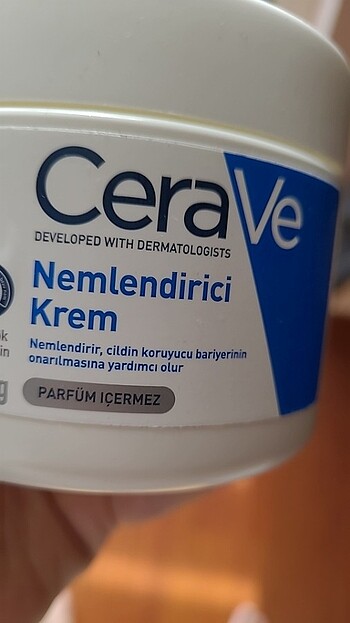 CeraVe
DEVELOPED WITH DERMATOLOGISTS
Nemlendirici
Krem
Nemlendirir, cildin koruyucu bariyerinin
onarılmasına yardımcı olur
PARFÜM İÇERMEZ